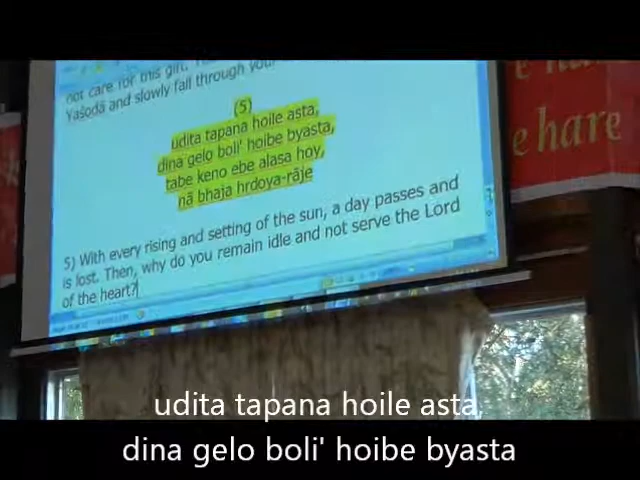 not care for this gift.
Yaśodā and slowly fall through your
(5)
udita tapana hoile asta,
dina gelo boli' hoibe byasta,
tabe keno ebe alasa hoy,
nā bhaja hrdoya-rāje
5) With every rising and setting of the sun, a day passes and
is lost. Then, why do you remain idle and not serve the Lord
of the heart?
e hare
udita tapana hoile asta,
dina gelo boli' hoibe byasta